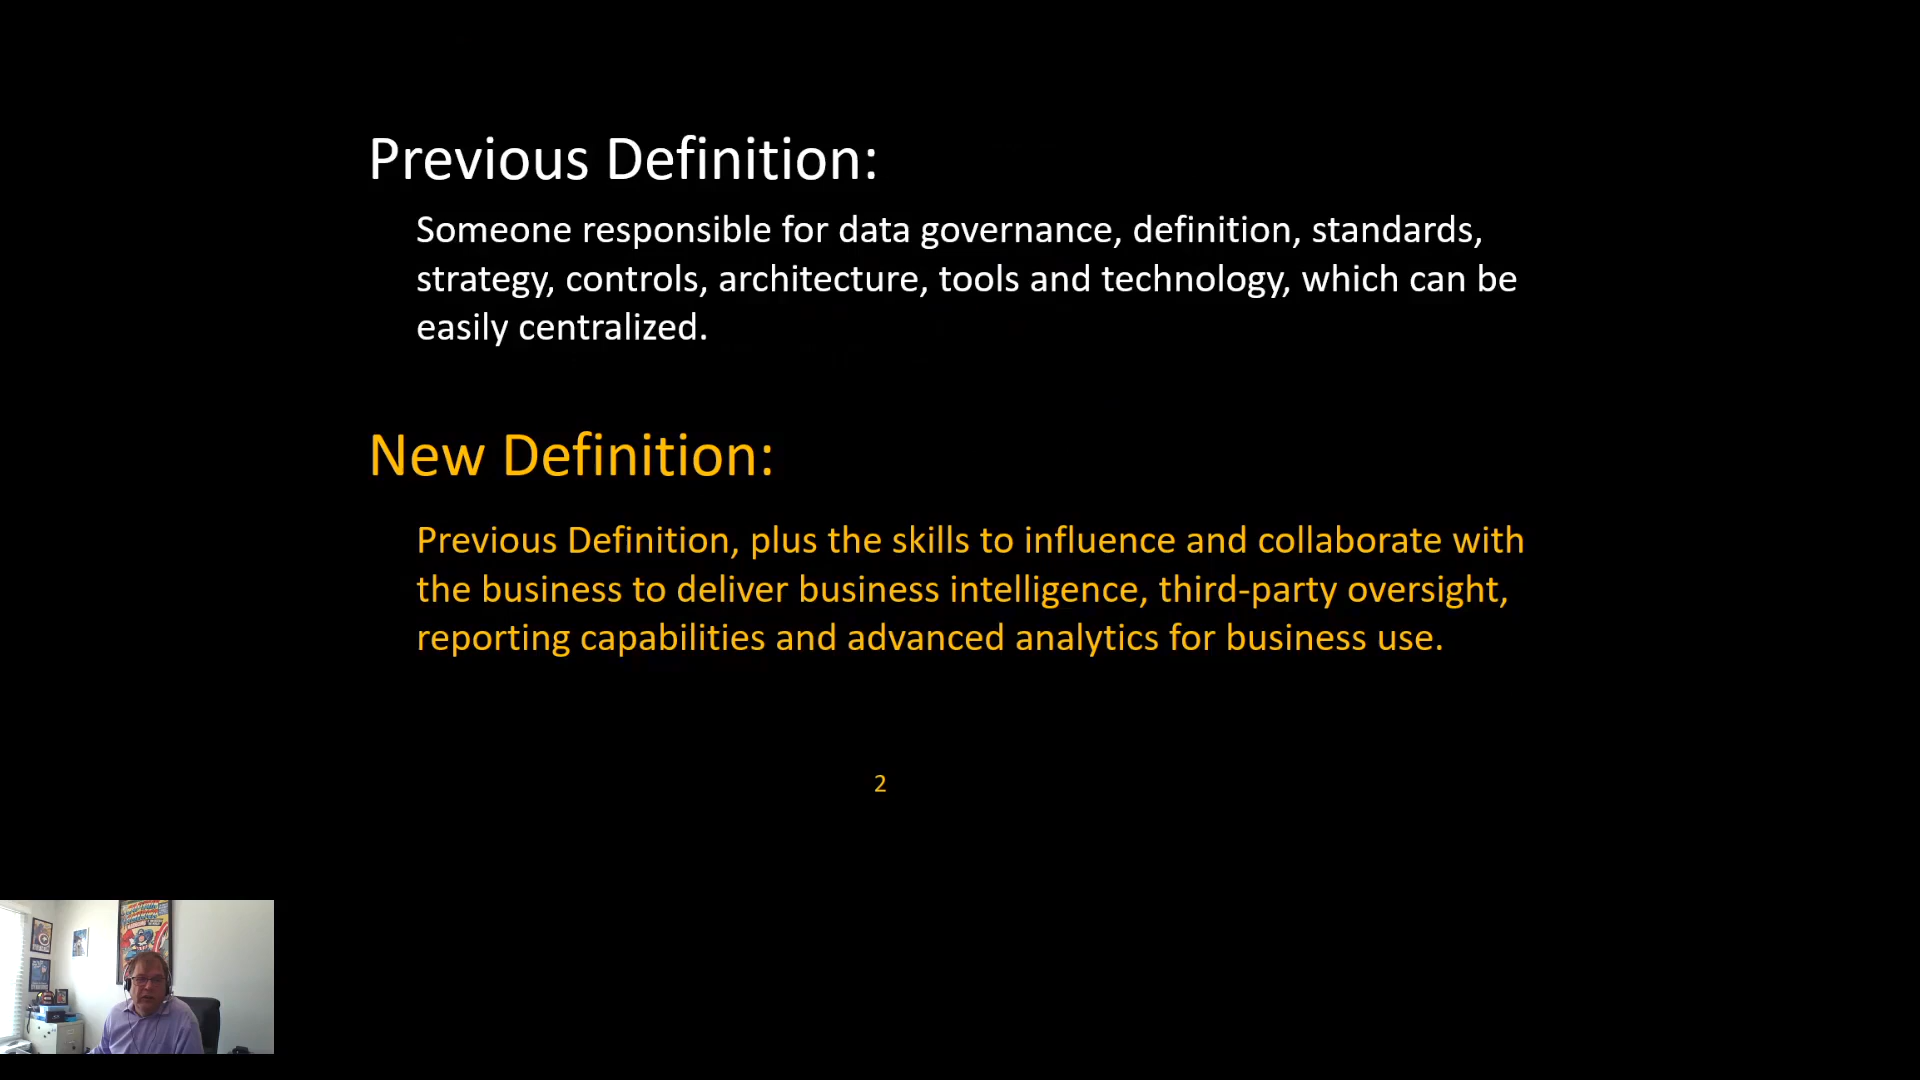 Previous Definition:
Someone responsible for data governance, definition, standards,
strategy, controls, architecture, tools and technology, which can be
easily centralized.
New Definition:
Previous Definition, plus the skills to influence and collaborate with
the business to deliver business intelligence, third-party oversight,
reporting capabilities and advanced analytics for business use.
2